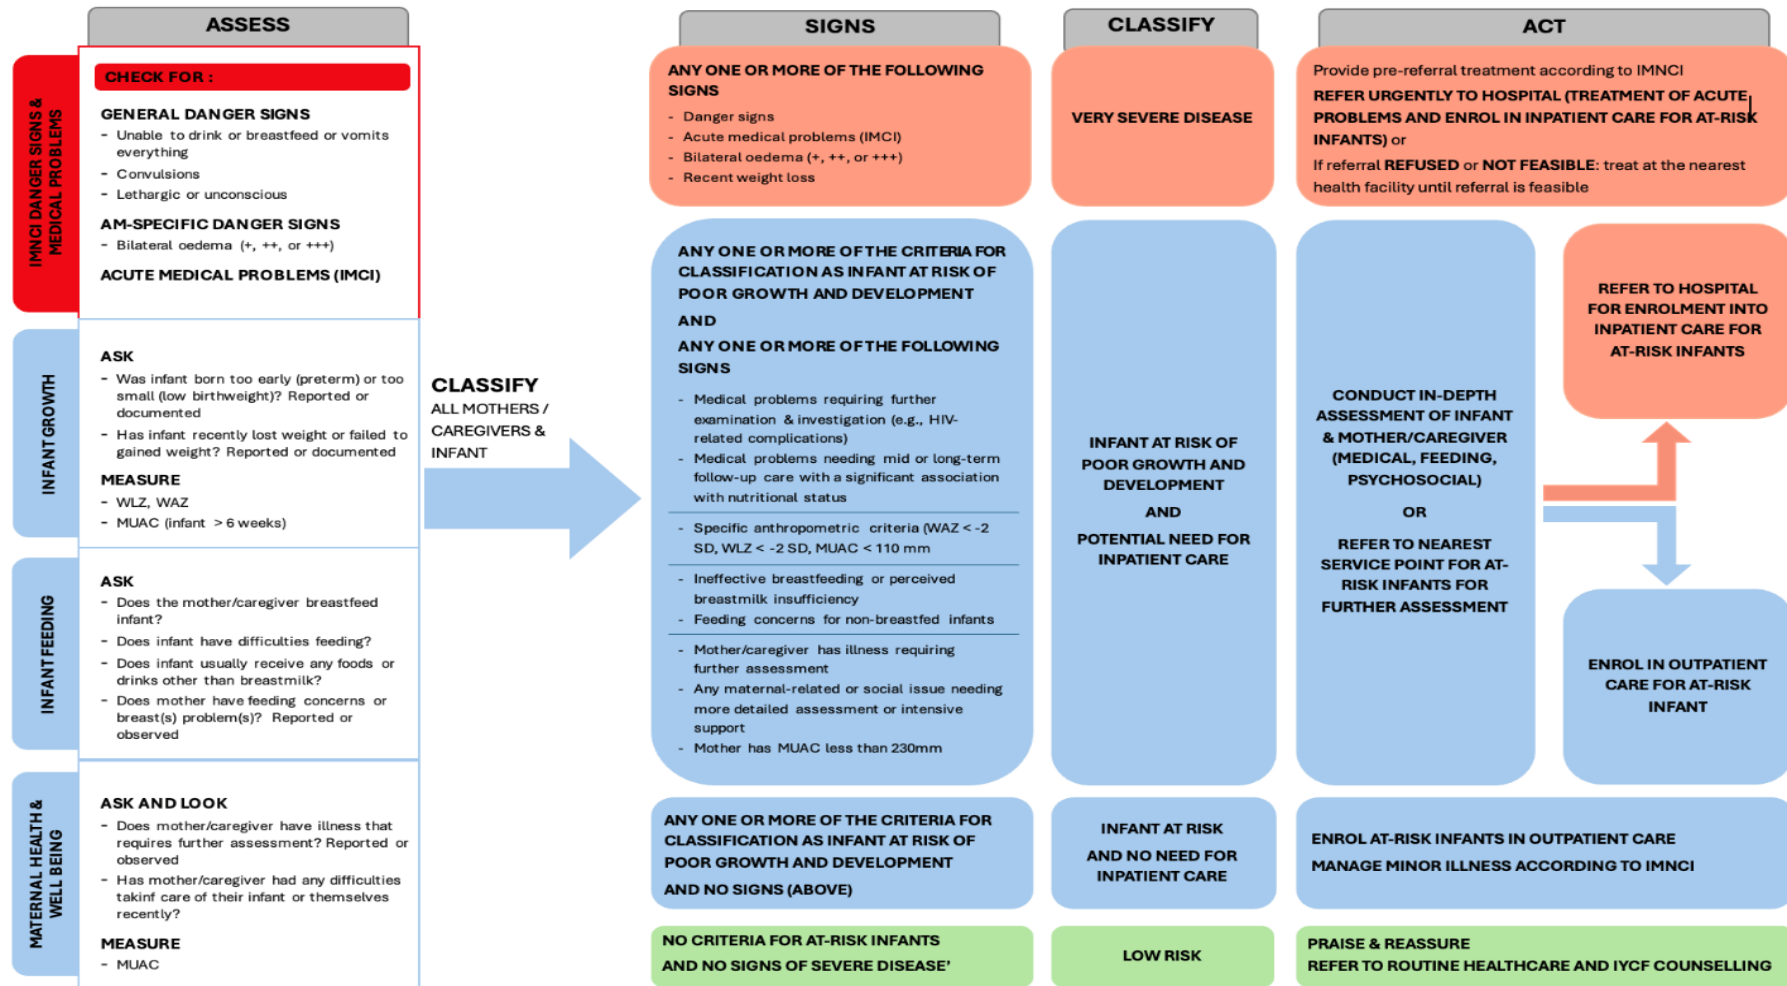 ASSESS
IMNCI DANGER SIGNS &
MEDICAL PROBLEMS
CHECK FOR :
GENERAL DANGER SIGNS
- Unable to drink or breastfeed or vomits
everything
- Convulsions
- Lethargic or unconscious
AM-SPECIFIC DANGER SIGNS
- Bilateral oedema (+, ++, or +++)
ACUTE MEDICAL PROBLEMS (IMCI)
INFANT GROWTH
ASK
- Was infant born too early (preterm) or too
small (low birthweight)? Reported or
documented
- Has infant recently lost weight or failed to
gained weight? Reported or documented
MEASURE
- WLZ, WAZ
- MUAC (infant > 6 weeks)
INFANT FEEDING
ASK
- Does the mother/caregiver breastfeed
infant?
- Does infant have difficulties feeding?
- Does infant usually receive any foods or
drinks other than breastmilk?
- Does mother have feeding concerns or
breast(s) problem(s)? Reported or
observed
MATERNAL HEALTH &
WELL BEING
ASK AND LOOK
- Does mother/caregiver have illness that
requires further assessment? Reported or
observed
- Has mother/caregiver had any difficulties
takinf care of their infant or themselves
recently?
MEASURE
- MUAC
CLASSIFY
ALL MOTHERS /
CAREGIVERS &
INFANT
SIGNS
CLASSIFY
ACT
ANY ONE OR MORE OF THE FOLLOWING
SIGNS
- Danger signs
- Acute medical problems (IMCI)
- Bilateral oedema (+, ++, or +++)
- Recent weight loss
VERY SEVERE DISEASE
Provide pre-referral treatment according to IMNCI
REFER URGENTLY TO HOSPITAL (TREATMENT OF ACUTE
PROBLEMS AND ENROL IN INPATIENT CARE FOR AT-RISK
INFANTS) or
If referral REFUSED or NOT FEASIBLE: treat at the nearest
health facility until referral is feasible
ANY ONE OR MORE OF THE CRITERIA FOR
CLASSIFICATION AS INFANT AT RISK OF
POOR GROWTH AND DEVELOPMENT
AND
ANY ONE OR MORE OF THE FOLLOWING
SIGNS
- Medical problems requiring further
examination & investigation (e.g., HIV-
related complications)
- Medical problems needing mid or long-term
follow-up care with a significant association
with nutritional status
- Specific anthropometric criteria (WAZ < -2
SD, WLZ < -2 SD, MUAC < 110 mm
- Ineffective breastfeeding or perceived
breastmilk insufficiency
- Feeding concerns for non-breastfed infants
- Mother/caregiver has illness requiring
further assessment
- Any maternal-related or social issue needing
more detailed assessment or intensive
support
- Mother has MUAC less than 230mm
INFANT AT RISK OF
POOR GROWTH AND
DEVELOPMENT
AND
POTENTIAL NEED FOR
INPATIENT CARE
CONDUCT IN-DEPTH
ASSESSMENT OF INFANT
& MOTHER/CAREGIVER
(MEDICAL, FEEDING,
PSYCHOSOCIAL)
OR
REFER TO NEAREST
SERVICE POINT FOR AT-
RISK INFANTS FOR
FURTHER ASSESSMENT
REFER TO HOSPITAL
FOR ENROLMENT INTO
INPATIENT CARE FOR
AT-RISK INFANTS
ENROL IN OUTPATIENT
CARE FOR AT-RISK
INFANT
ANY ONE OR MORE OF THE CRITERIA FOR
CLASSIFICATION AS INFANT AT RISK OF
POOR GROWTH AND DEVELOPMENT
AND NO SIGNS (ABOVE)
INFANT AT RISK
AND NO NEED FOR
INPATIENT CARE
ENROL AT-RISK INFANTS IN OUTPATIENT CARE
MANAGE MINOR ILLNESS ACCORDING TO IMNCI
NO CRITERIA FOR AT-RISK INFANTS
AND NO SIGNS OF SEVERE DISEASE’
LOW RISK
PRAISE & REASSURE
REFER TO ROUTINE HEALTHCARE AND IYCF COUNSELLING